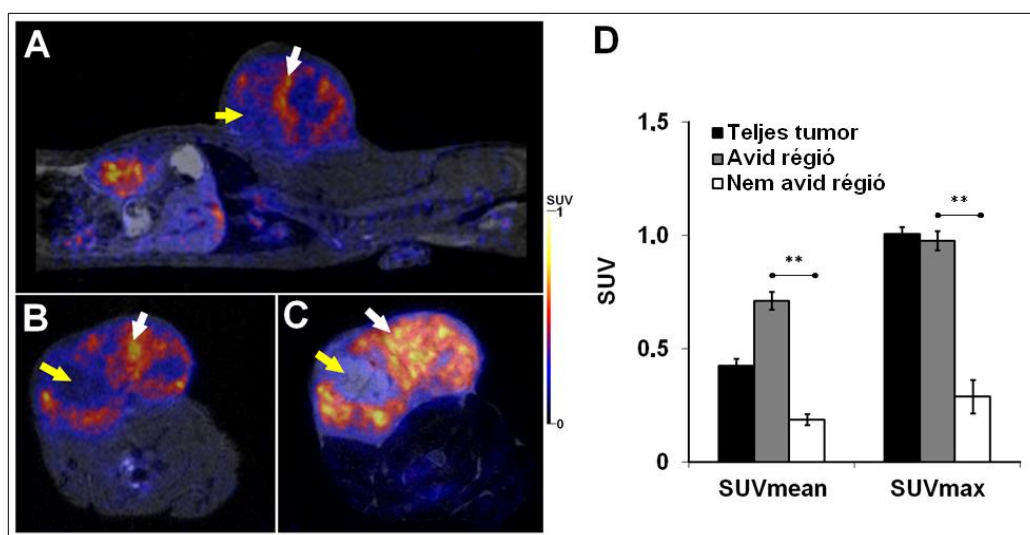 A
B
C
SUV
1
0
D
SUV
1.5
1.0
0.5
0
Teljes tumor
Avid régió
Nem avid régió
**
**
SUVmean
SUVmax